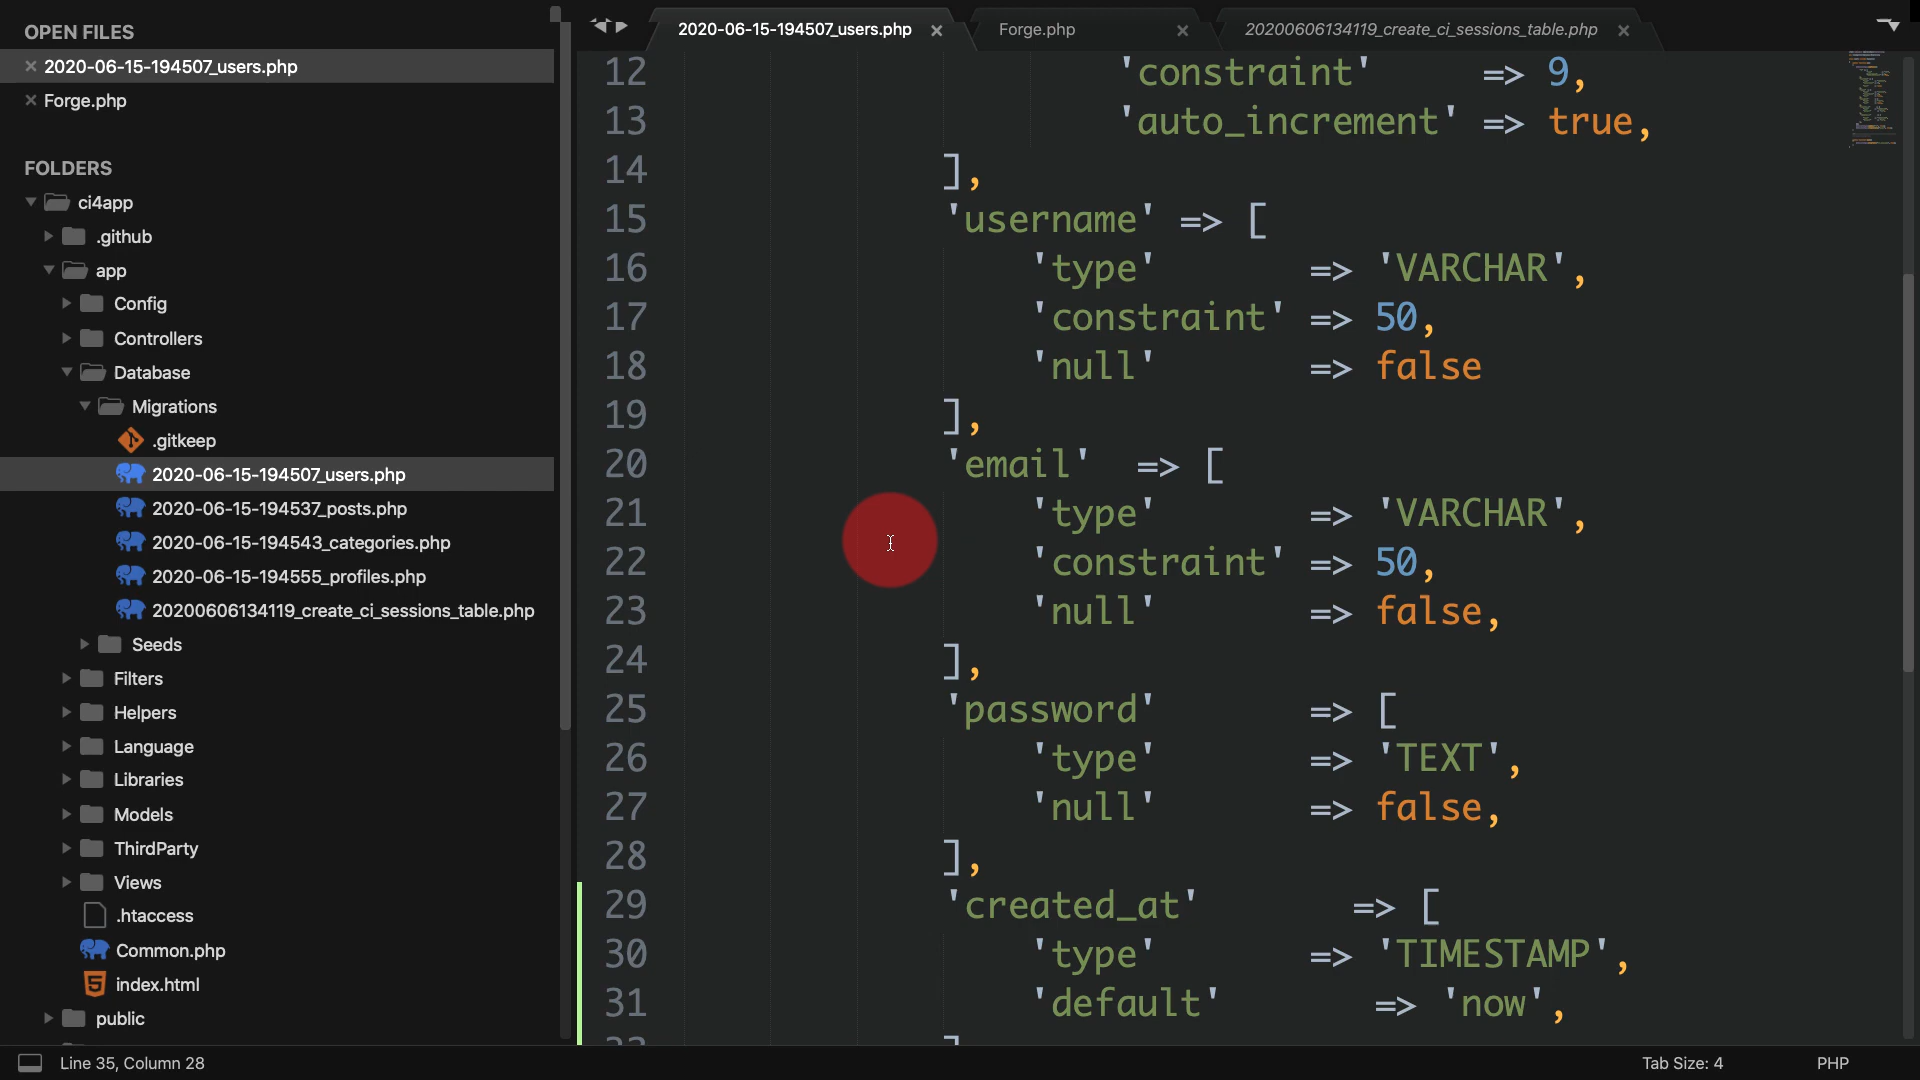 OPEN FILES
2020-06-15-194507_users.php
Forge.php
FOLDERS
ci4app
.github
app
Config
Controllers
Database
Migrations
.gitkeep
2020-06-15-194507_users.php
2020-06-15-194537_posts.php
2020-06-15-194543_categories.php
2020-06-15-194555_profiles.php
20200606134119_create_ci_sessions_table.php
Seeds
Filters
Helpers
Language
Libraries
Models
ThirdParty
Views
.htaccess
Common.php
index.html
public
2020-06-15-194507_users.php Forge.php 20200606134119_create_ci_sessions_table.php
12 'constraint' => 9,
13 'auto_increment' => true,
14 ],
15 'username' => [
16 'type' => 'VARCHAR',
17 'constraint' => 50,
18 'null' => false
19 ],
20 'email' => [
21 'type' => 'VARCHAR',
22 'constraint' => 50,
23 'null' => false,
24 ],
25 'password' => [
26 'type' => 'TEXT',
27 'null' => false,
28 ],
29 'created_at' => [
30 'type' => 'TIMESTAMP',
31 'default' => 'now',
Line 35, Column 28 Tab Size: 4 PHP